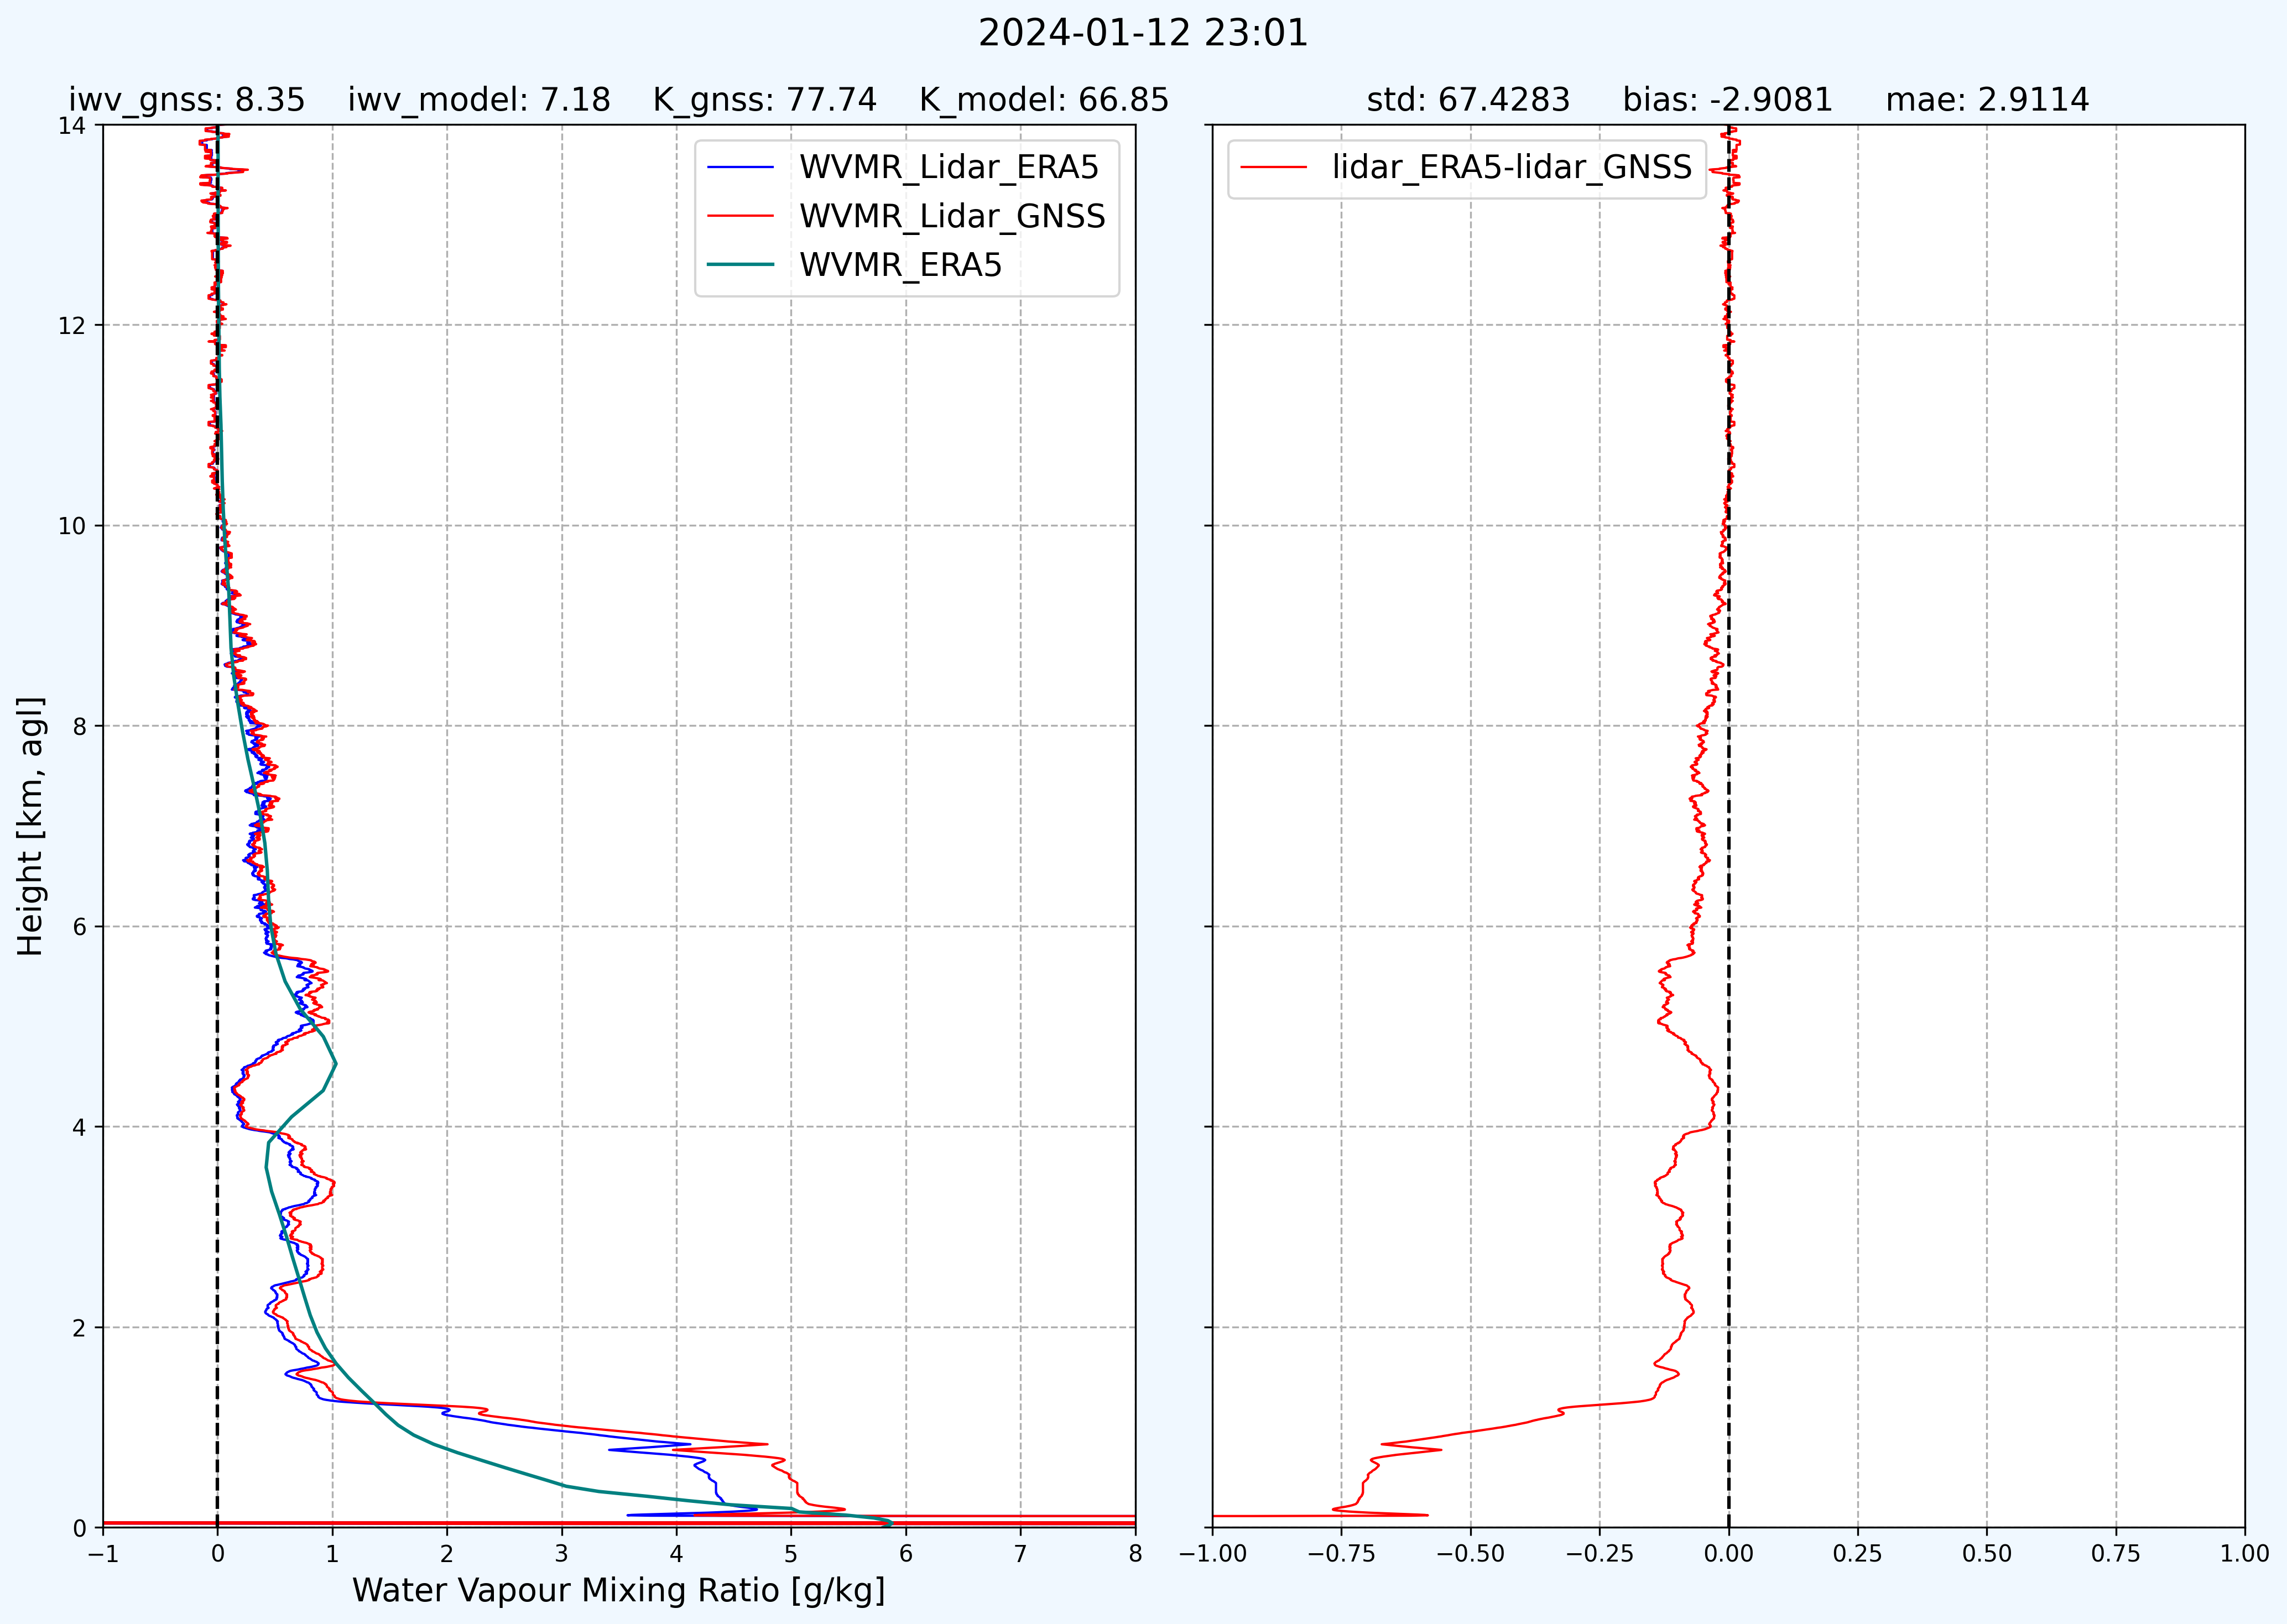 2024-01-12 23:01
iwv_gnss: 8.35 iwv_model: 7.18 K_gnss: 77.74 K_model: 66.85
std: 67.4283 bias: -2.9081 mae: 2.9114
WVMR_Lidar_ERA5
WVMR_Lidar_GNSS
WVMR_ERA5
lidar_ERA5-lidar_GNSS
Height [km, agl]
14
12
10
8
6
4
2
0
−1 0 1 2 3 4 5 6 7 8
−1.00 −0.75 −0.50 −0.25 0.00 0.25 0.50 0.75 1.00
Water Vapour Mixing Ratio [g/kg]